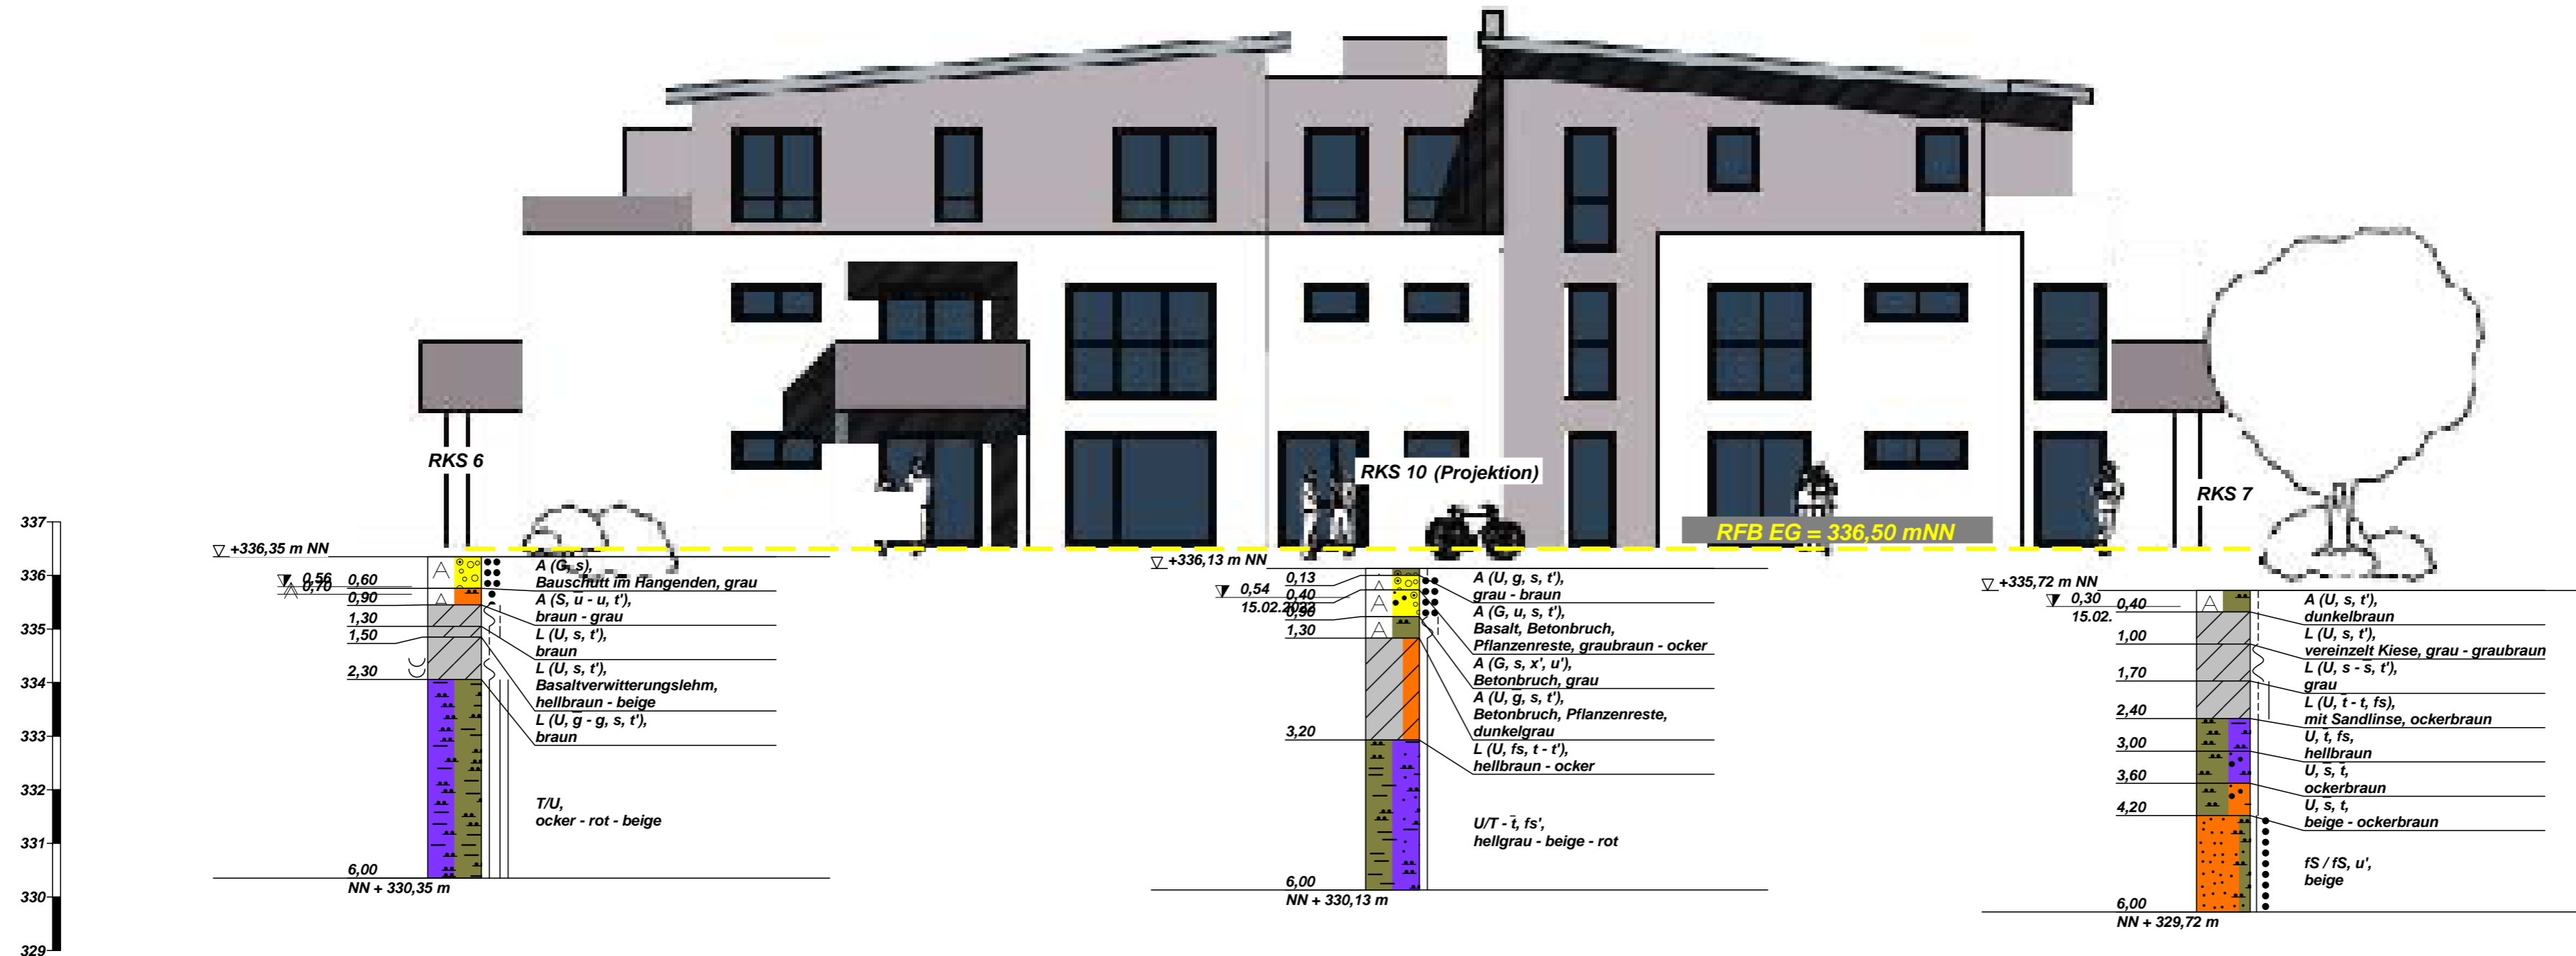 RKS 6
RKS 10 (Projektion)
RKS 7
RFB EG = 336,50 mNN
337
336
335
334
333
332
331
330
329
+336,35 m NN
0,56
0,70
0,60
0,90
1,30
1,50
2,30
6,00
NN + 330,35 m
A
A
A (G, s),
Bauschutt im Hangenden, grau
A (S, ū - u, t'),
braun - grau
L (U, s, t'),
braun
L (U, s, t'),
Basaltverwitterungslehm,
hellbraun - beige
L (U, g̅ - g, s, t'),
braun
T/U,
ocker - rot - beige
+336,13 m NN
0,54
15.02.2022
0,13
0,40
0,90
1,30
3,20
6,00
NN + 330,13 m
A
A
A
A (U, g, s, t'),
grau - braun
A (G, u, s, t'),
Basalt, Betonbruch,
Pflanzenreste, graubraun - ocker
A (G, s, x', u'),
Betonbruch, grau
A (U, g̅, s, t'),
Betonbruch, Pflanzenreste,
dunkelgrau
L (U, fs, t - t'),
hellbraun - ocker
U/T - t̅, fs',
hellgrau - beige - rot
+335,72 m NN
0,30
15.02.
0,40
1,00
1,70
2,40
3,00
3,60
4,20
6,00
NN + 329,72 m
A
A (U, s, t'),
dunkelbraun
L (U, s, t'),
vereinzelt Kiese, grau - graubraun
L (U, s - s̅, t'),
grau
L (U, t̅ - t, fs),
mit Sandlinse, ockerbraun
U, t̅, fs,
hellbraun
U, s̅, t̅,
ockerbraun
U, s̅, t,
beige - ockerbraun
fS / fS, u',
beige